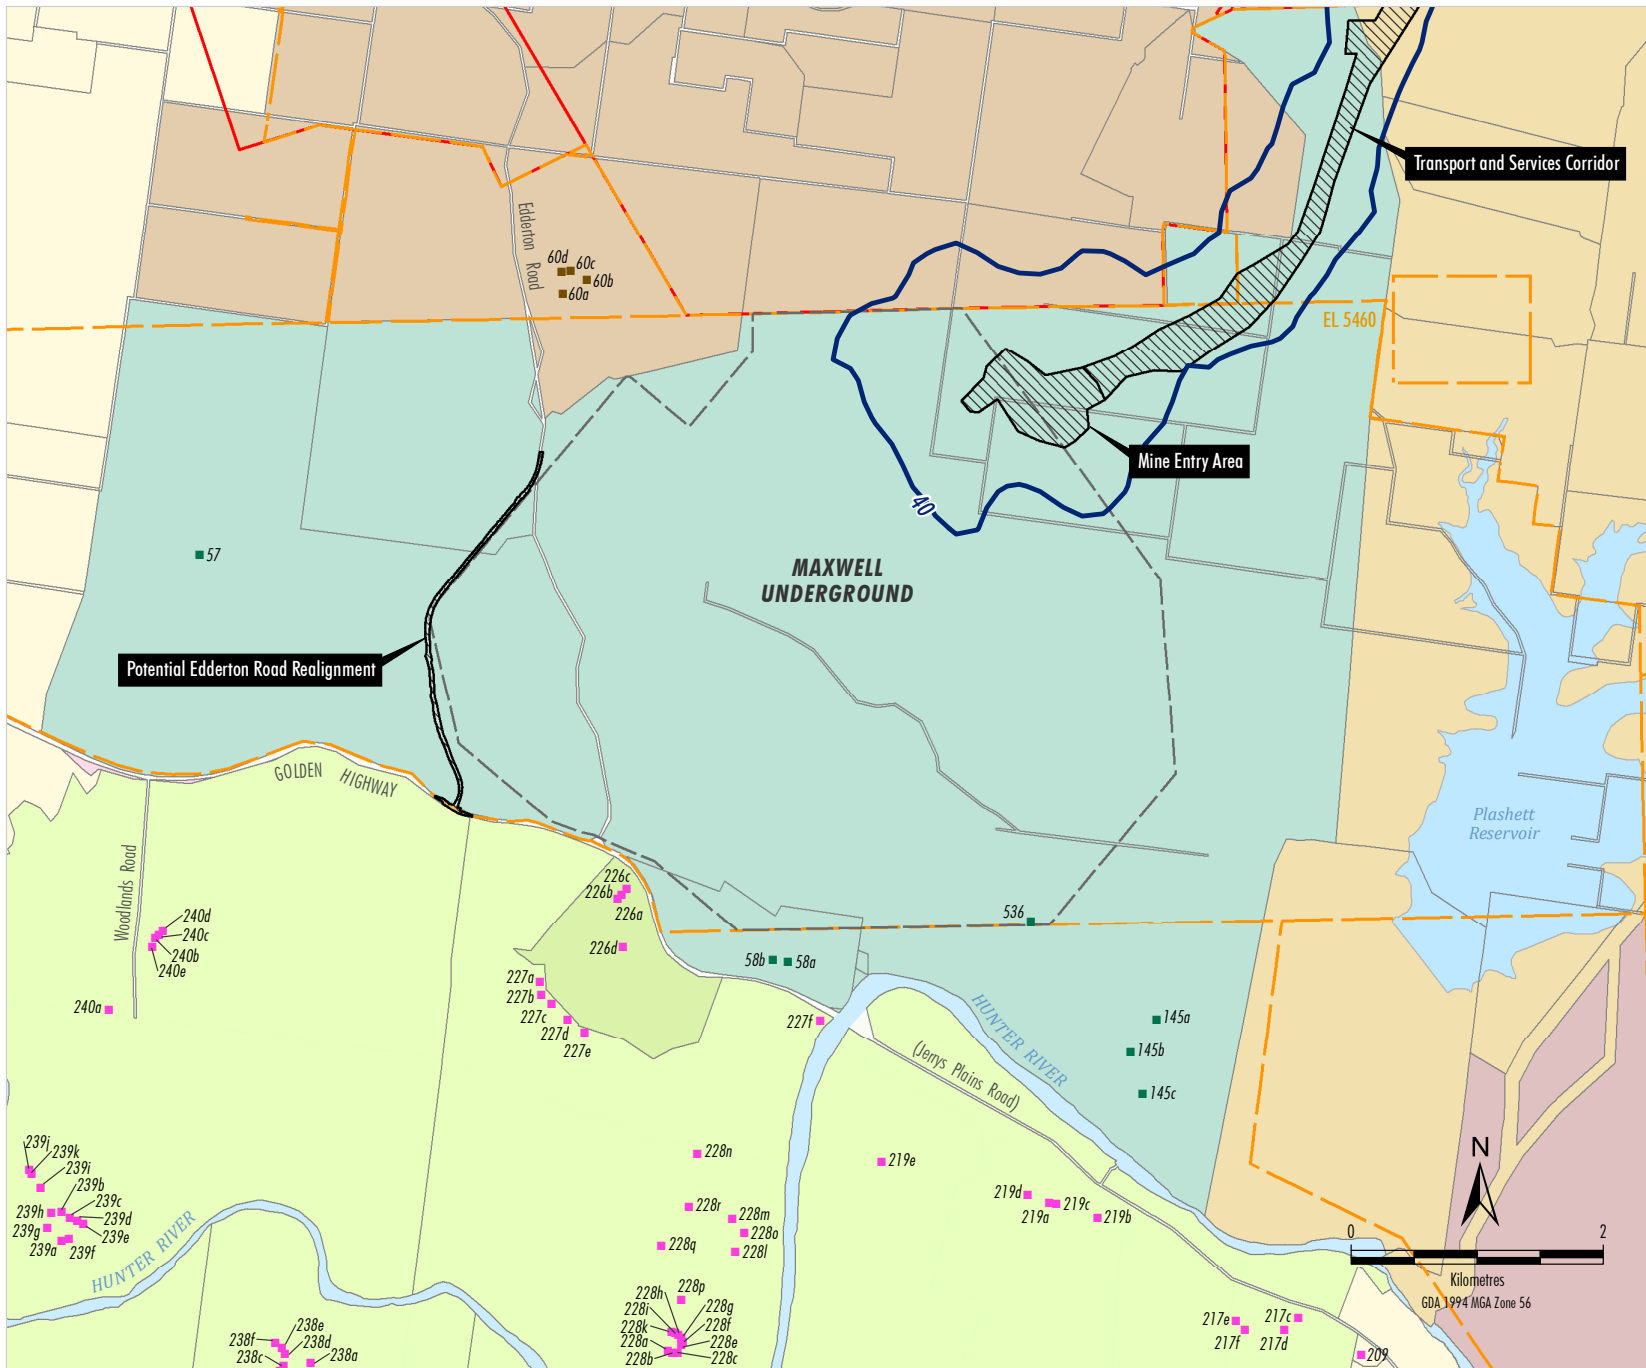 Transport and Services Corridor
Edderton Road
60d
60c
60b
60a
EL 5460
Mine Entry Area
40
57
MAXWELL
UNDERGROUND
Potential Edderton Road Realignment
GOLDEN HIGHWAY
Plashett
Reservoir
Woodlands Road
226c
226b
226a
226d
240d
240c
240b
240e
240a
536
58b
58a
227a
227b
227c
227d
227e
227f
HUNTER RIVER
145a
145b
145c
(Jerrys Plains Road)
239j
239k
239i
239b
239c
239h
239d
239g
239e
239a
239f
228n
219e
228r
228m
228o
228q
228l
219d
219c
219a
219b
N
0
2
Kilometres
GDA 1994 MGA Zone 56
HUNTER RIVER
228p
228h
228g
228i
228f
228k
228e
228a
228b
228c
217e
217c
217f
217d
209
238e
238f
238d
238c
238a